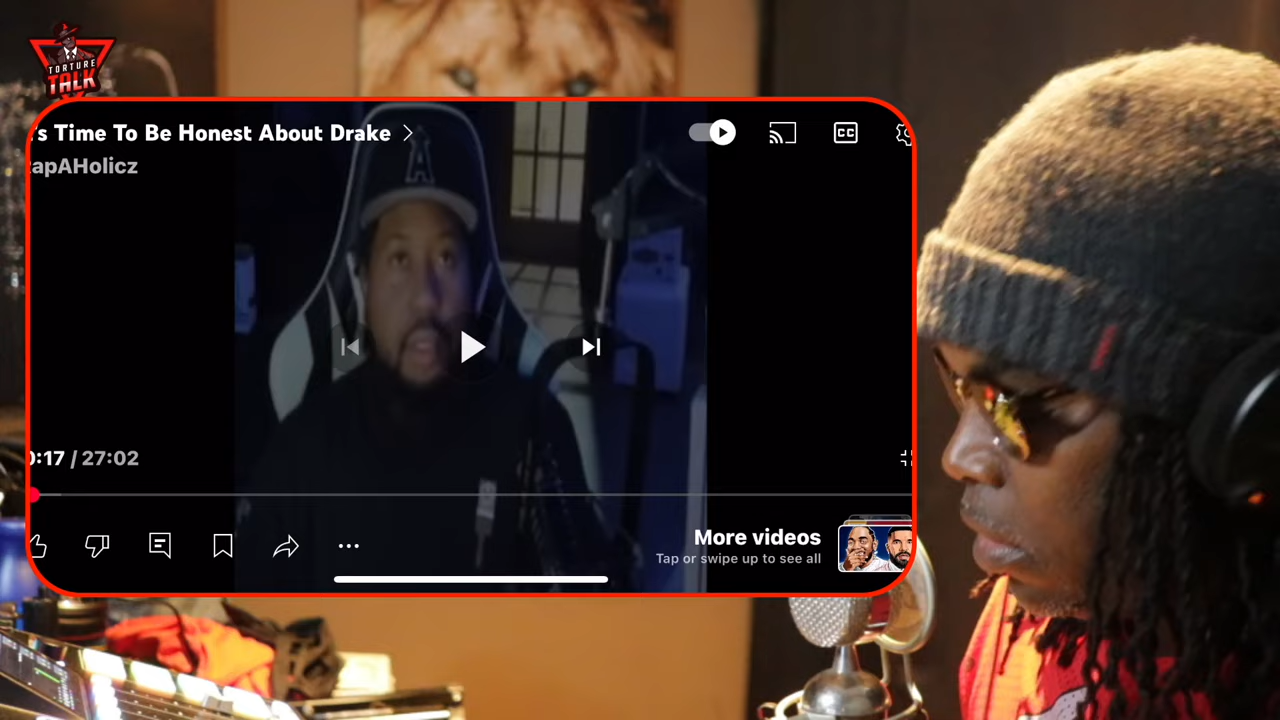 TORTURE
TALK
's Time To Be Honest About Drake
apAHolicz
CC
A
:17 / 27:02
More videos
Tap or swipe up to see all